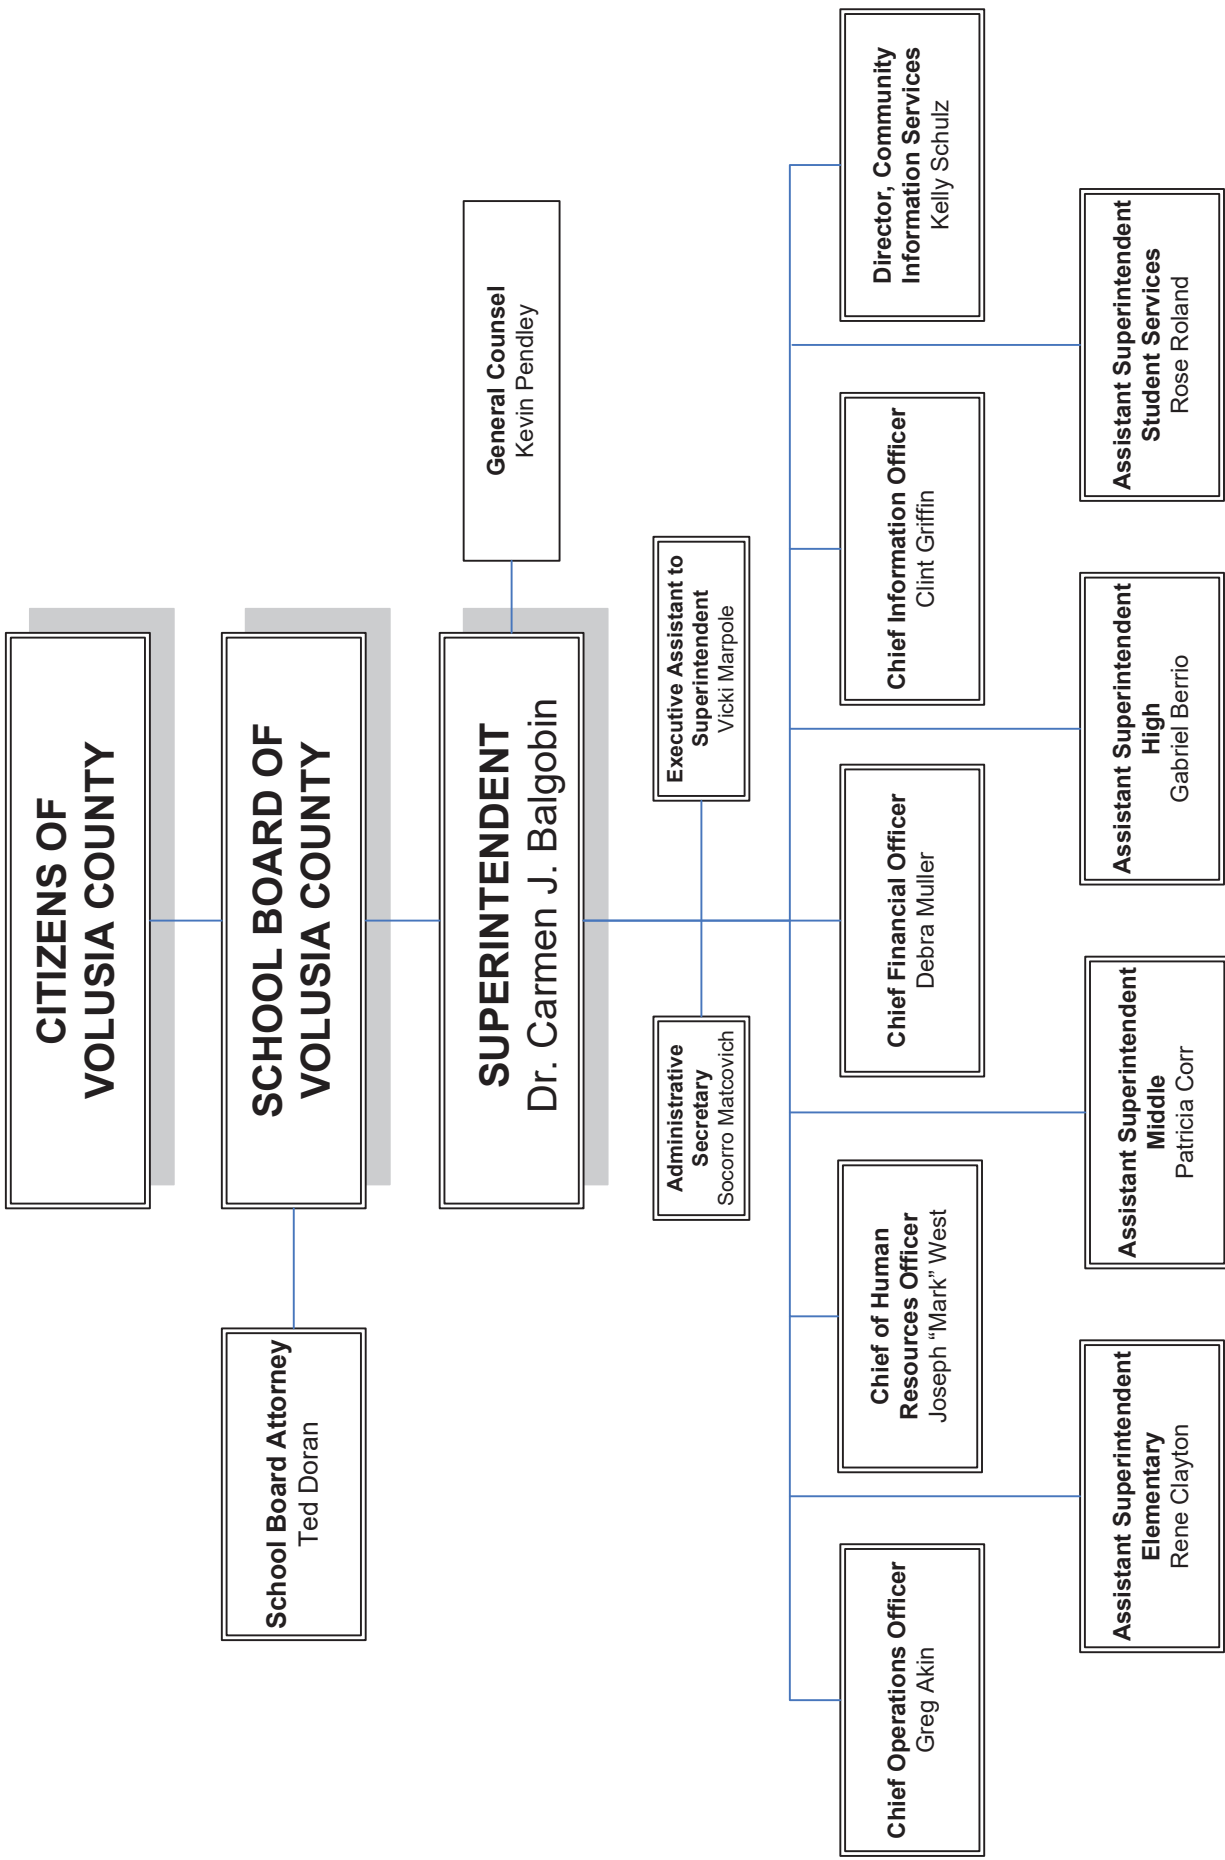 CITIZENS OF
VOLUSIA COUNTY
School Board Attorney
Ted Doran
SCHOOL BOARD OF
VOLUSIA COUNTY
SUPERINTENDENT
Dr. Carmen J. Balgobin
General Counsel
Kevin Pendley
Administrative
Secretary
Socorro Matcovich
Executive Assistant to
Superintendent
Vicki Marpole
Chief Operations Officer
Greg Akin
Chief of Human
Resources Officer
Joseph “Mark” West
Chief Financial Officer
Debra Muller
Chief Information Officer
Clint Griffin
Director, Community
Information Services
Kelly Schulz
Assistant Superintendent
Elementary
Rene Clayton
Assistant Superintendent
Middle
Patricia Corr
Assistant Superintendent
High
Gabriel Berrio
Assistant Superintendent
Student Services
Rose Roland